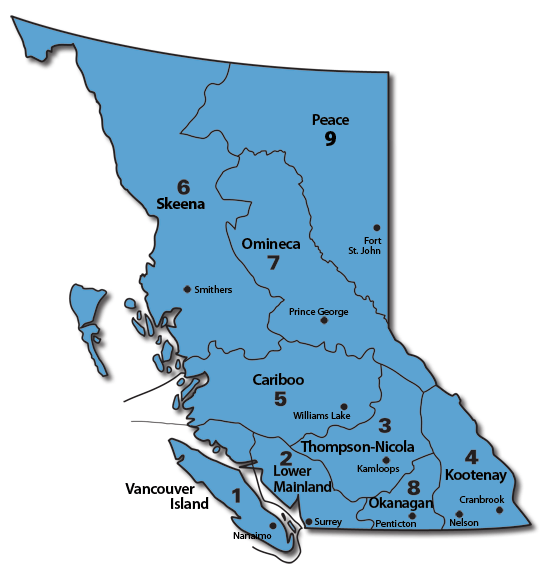 Peace
9
6
Skeena
Fort
St. John
Omineca
7
Smithers
Prince George
Cariboo
5
Williams Lake
3
Thompson-Nicola
Kamloops
2
Lower
Mainland
4
Kootenay
8
Okanagan
Cranbrook
Vancouver
Island
1
Nanaimo
Surrey
Penticton
Nelson